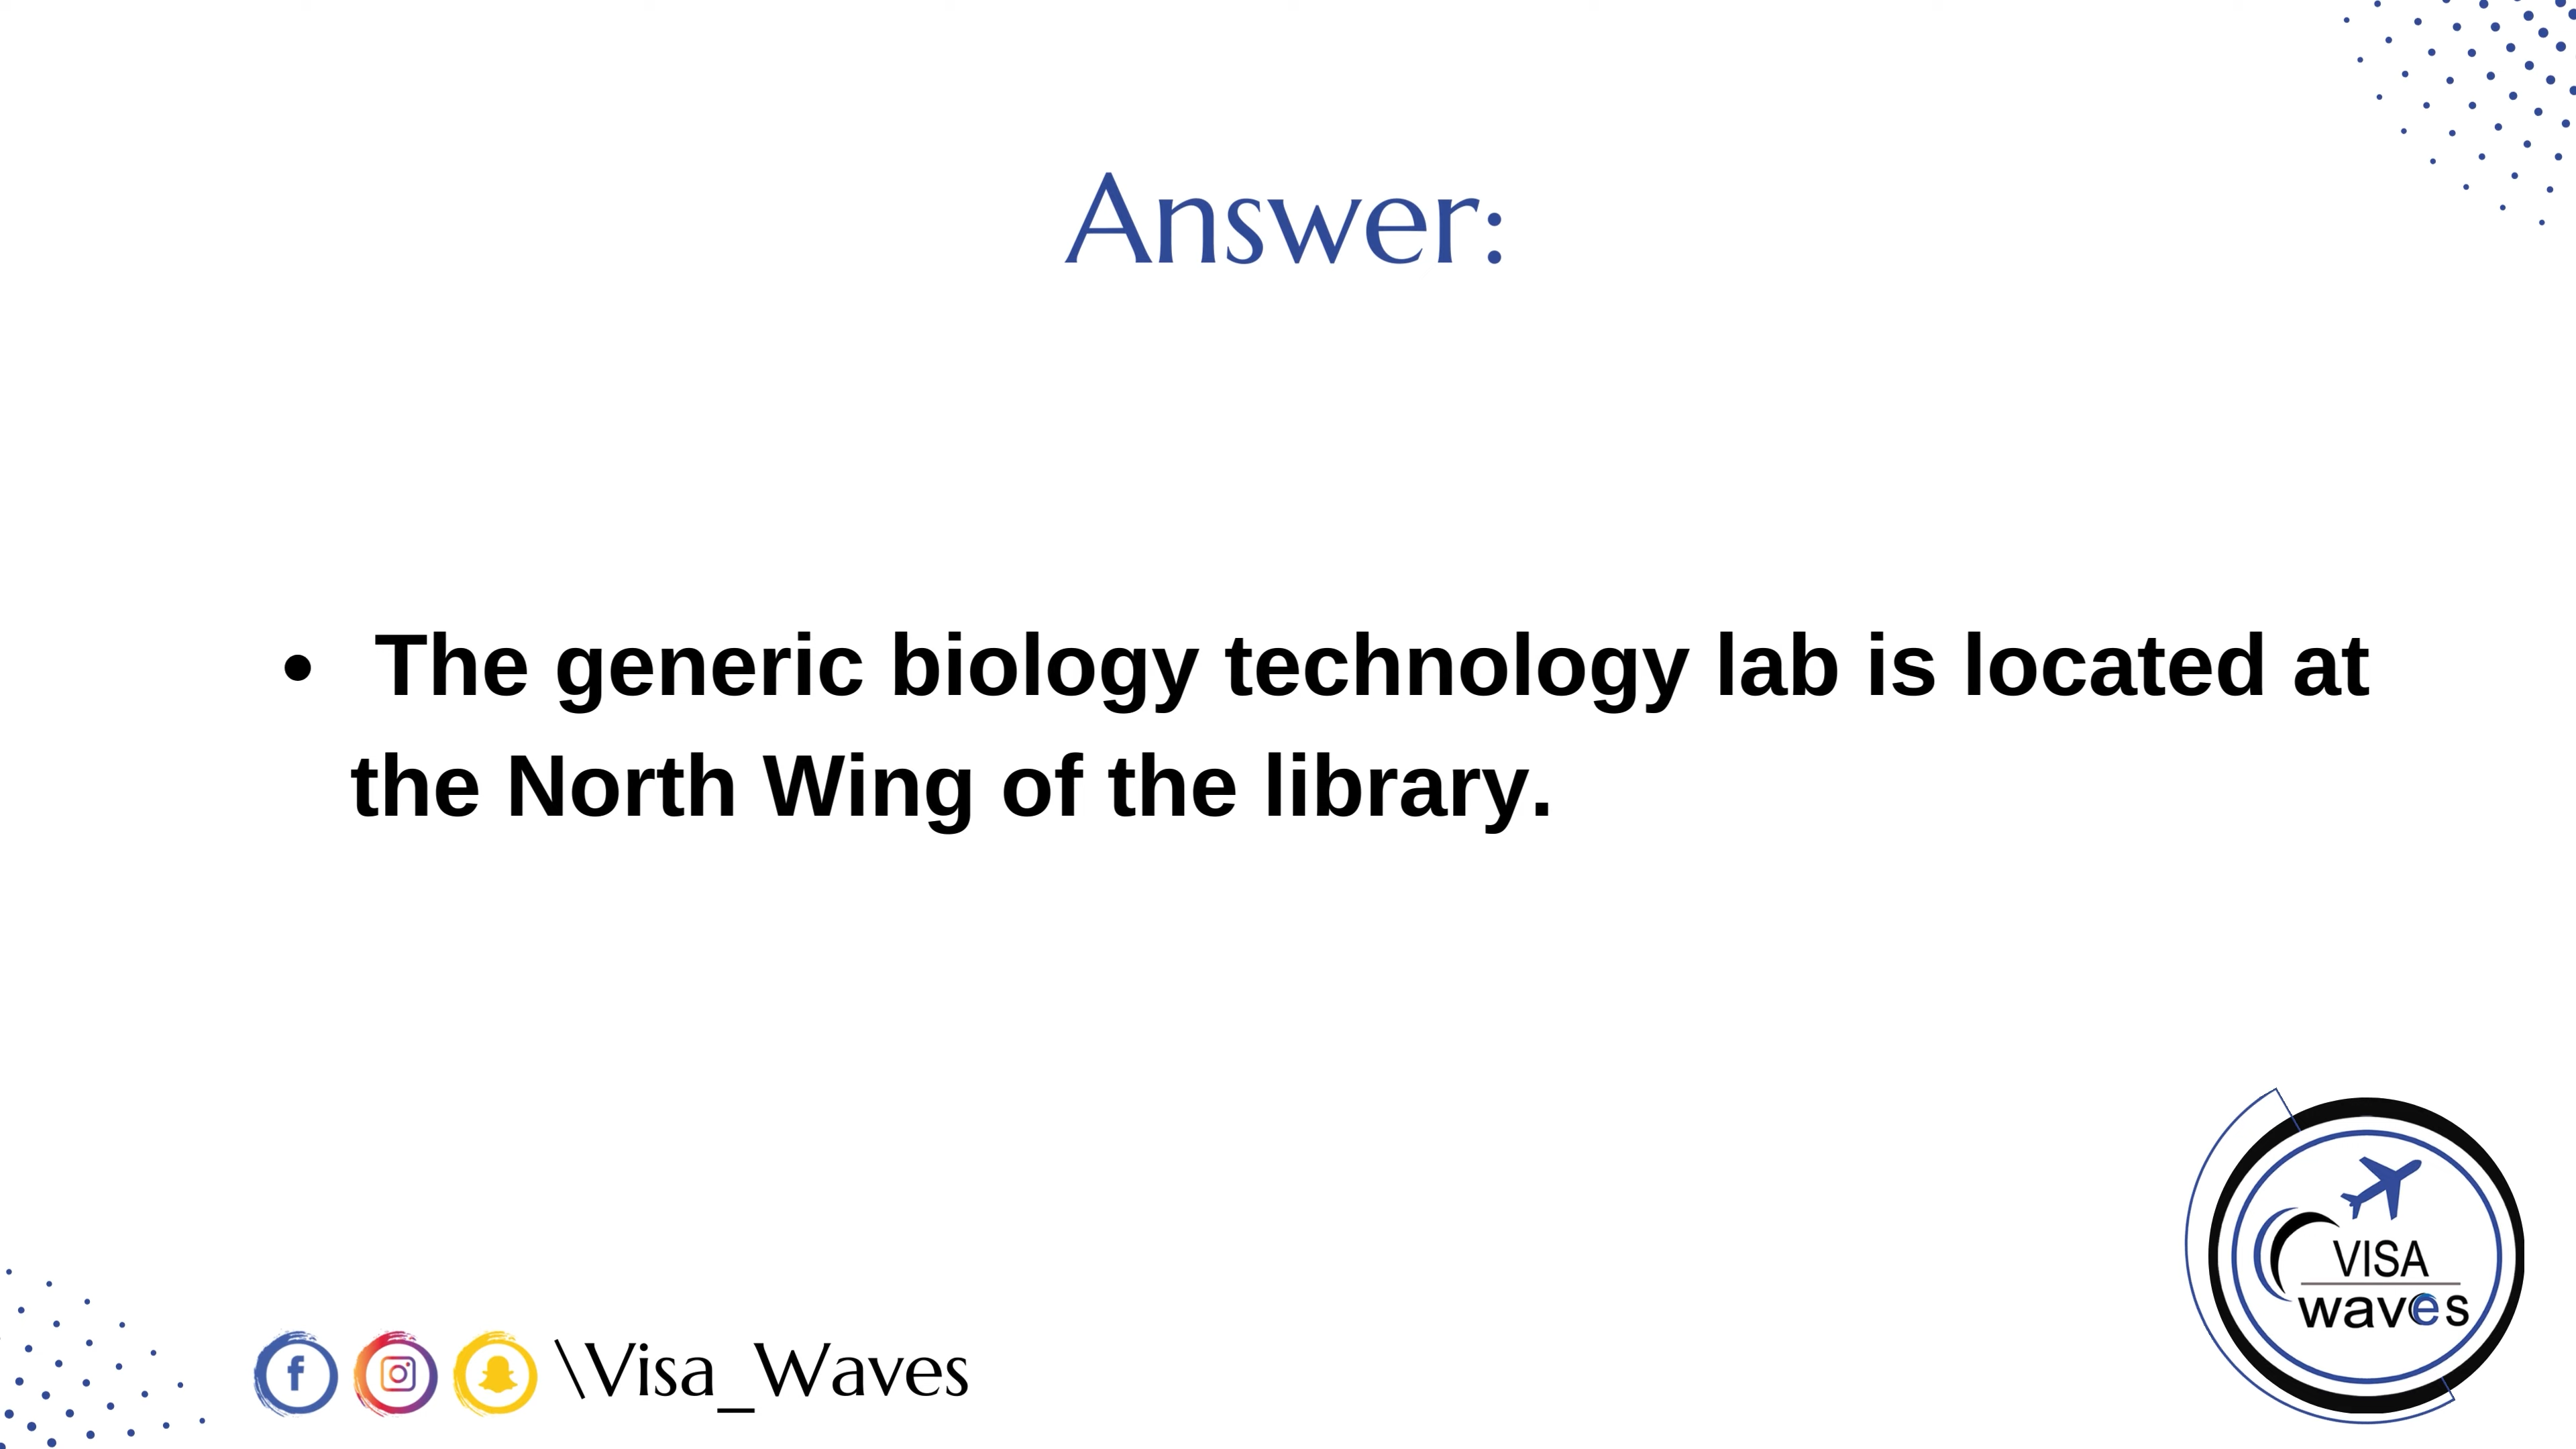 Answer:
• The generic biology technology lab is located at
the North Wing of the library.
VISA
waves
\Visa_Waves